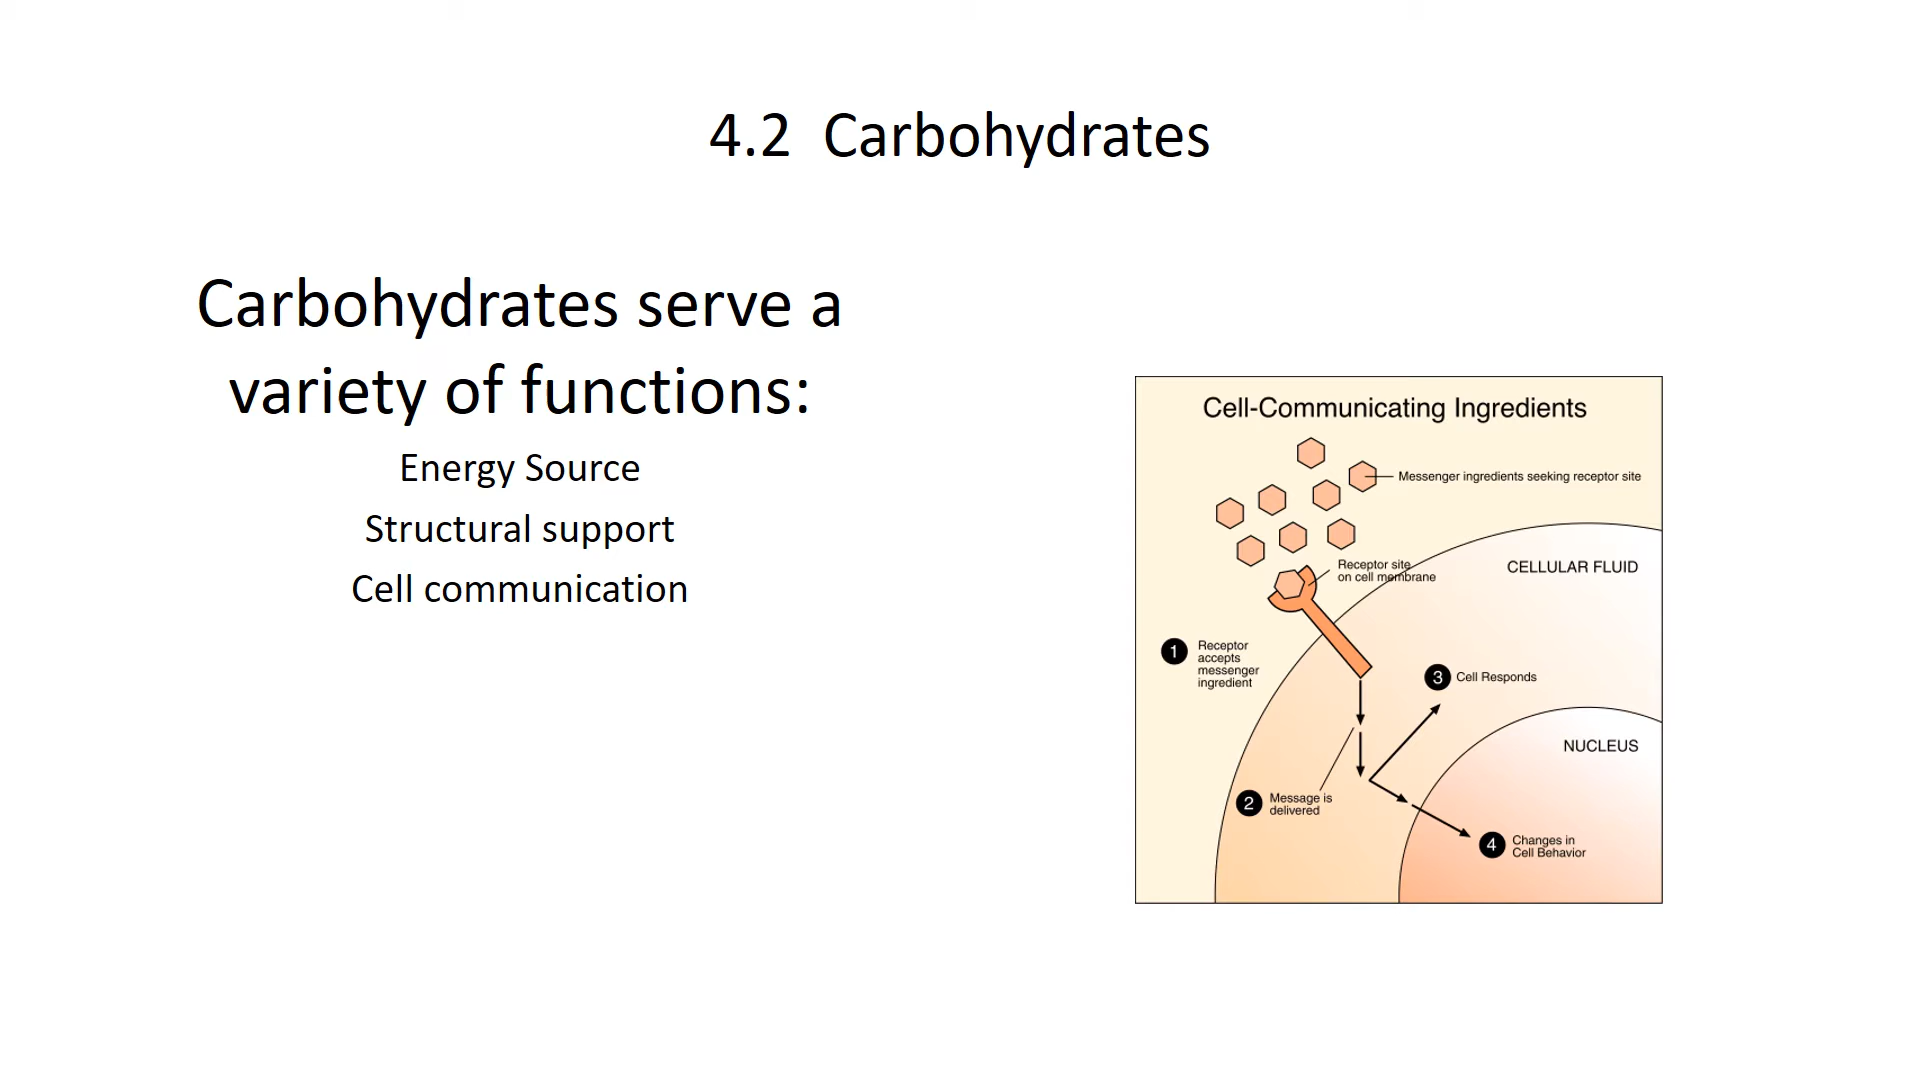 4.2 Carbohydrates
Carbohydrates serve a
variety of functions:
Energy Source
Structural support
Cell communication
Cell-Communicating Ingredients
Messenger ingredients seeking receptor site
Receptor site
on cell membrane
CELLULAR FLUID
1 Receptor
accepts
messenger
ingredient
3 Cell Responds
NUCLEUS
2 Message is
delivered
4 Changes in
Cell Behavior